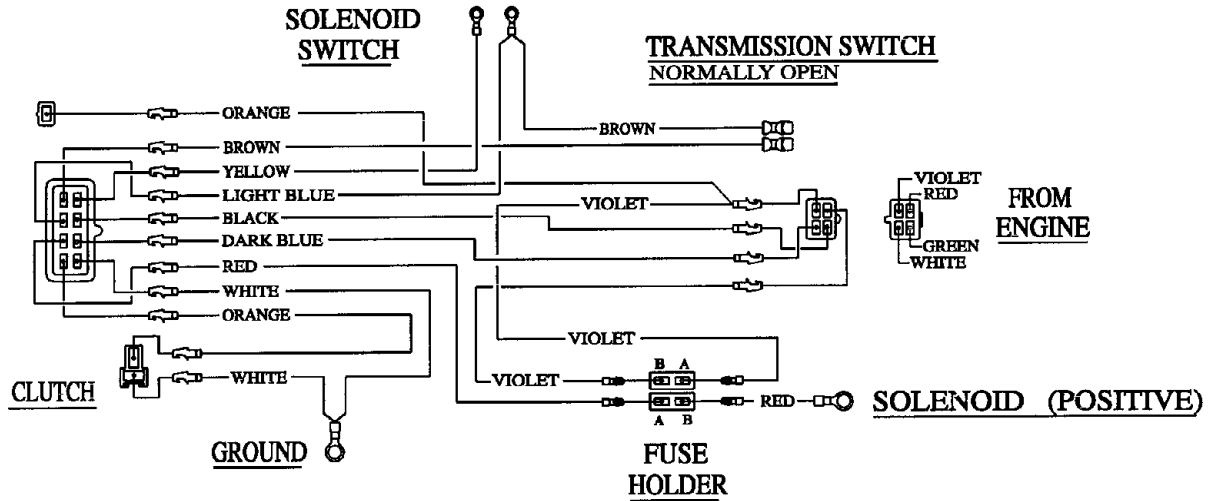 SOLENOID
SWITCH
TRANSMISSION SWITCH
NORMALLY OPEN
ORANGE
BROWN
BROWN
YELLOW
LIGHT BLUE
VIOLET
BLACK
DARK BLUE
RED
WHITE
ORANGE
VIOLET
RED
GREEN
WHITE
FROM
ENGINE
VIOLET
B A
VIOLET
WHITE
CLUTCH
RED
SOLENOID (POSITIVE)
A B
GROUND
FUSE
HOLDER